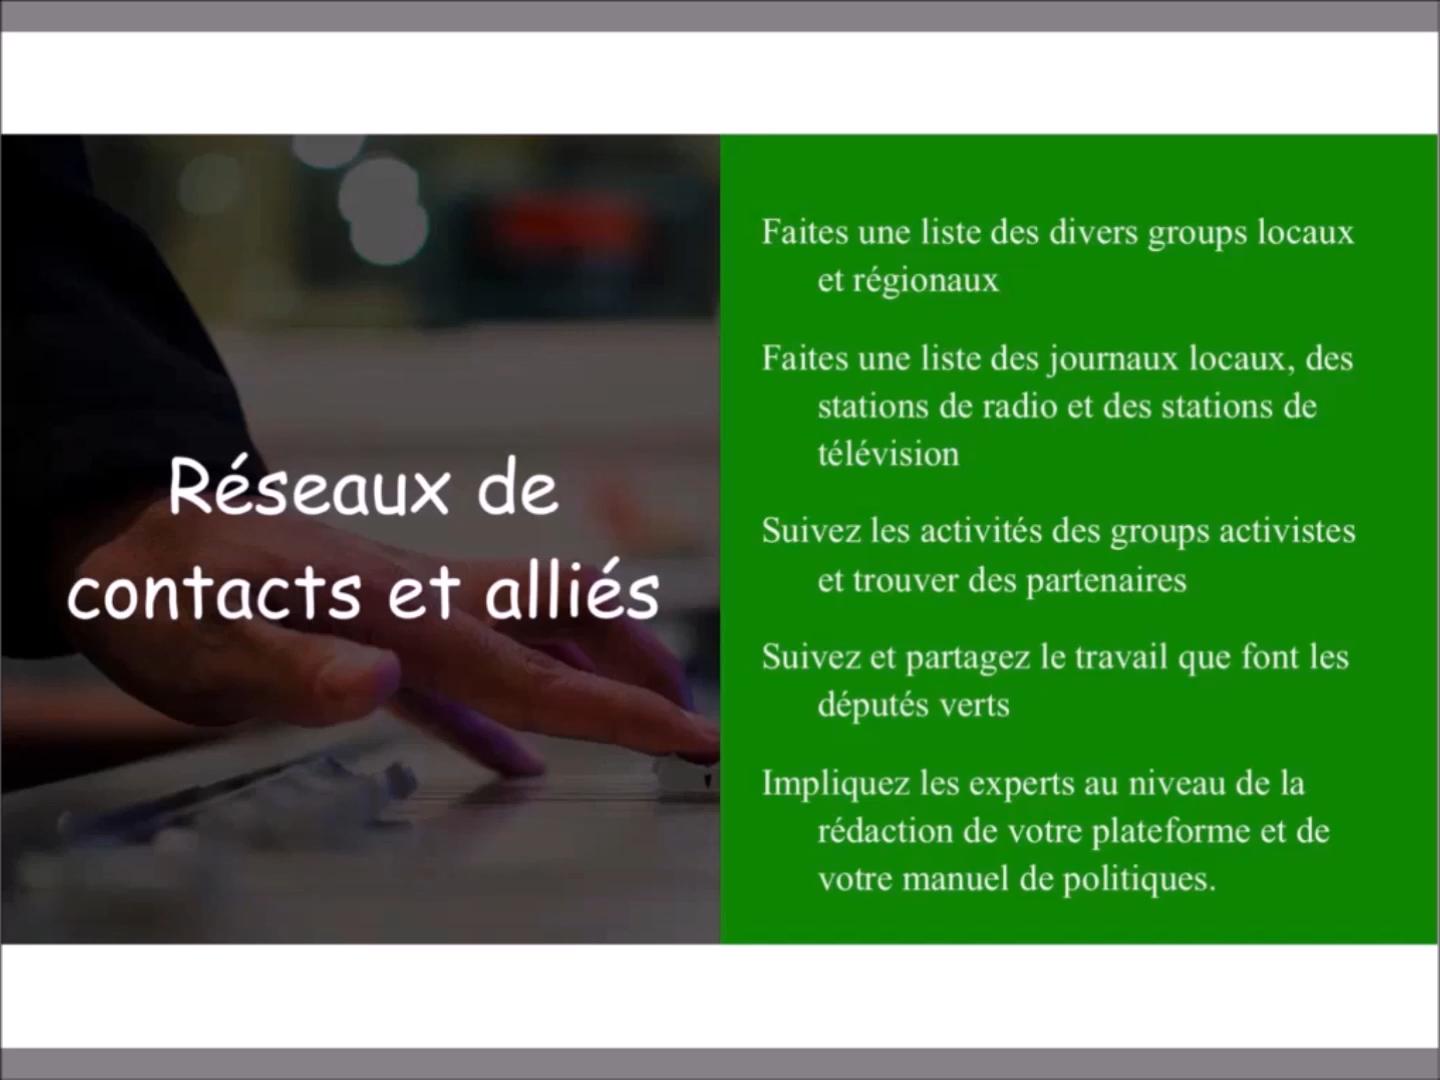 Réseaux de
contacts et alliés
Faites une liste des divers groups locaux
et régionaux
Faites une liste des journaux locaux, des
stations de radio et des stations de
télévision
Suivez les activités des groups activistes
et trouver des partenaires
Suivez et partagez le travail que font les
députés verts
Impliquez les experts au niveau de la
rédaction de votre plateforme et de
votre manuel de politiques.